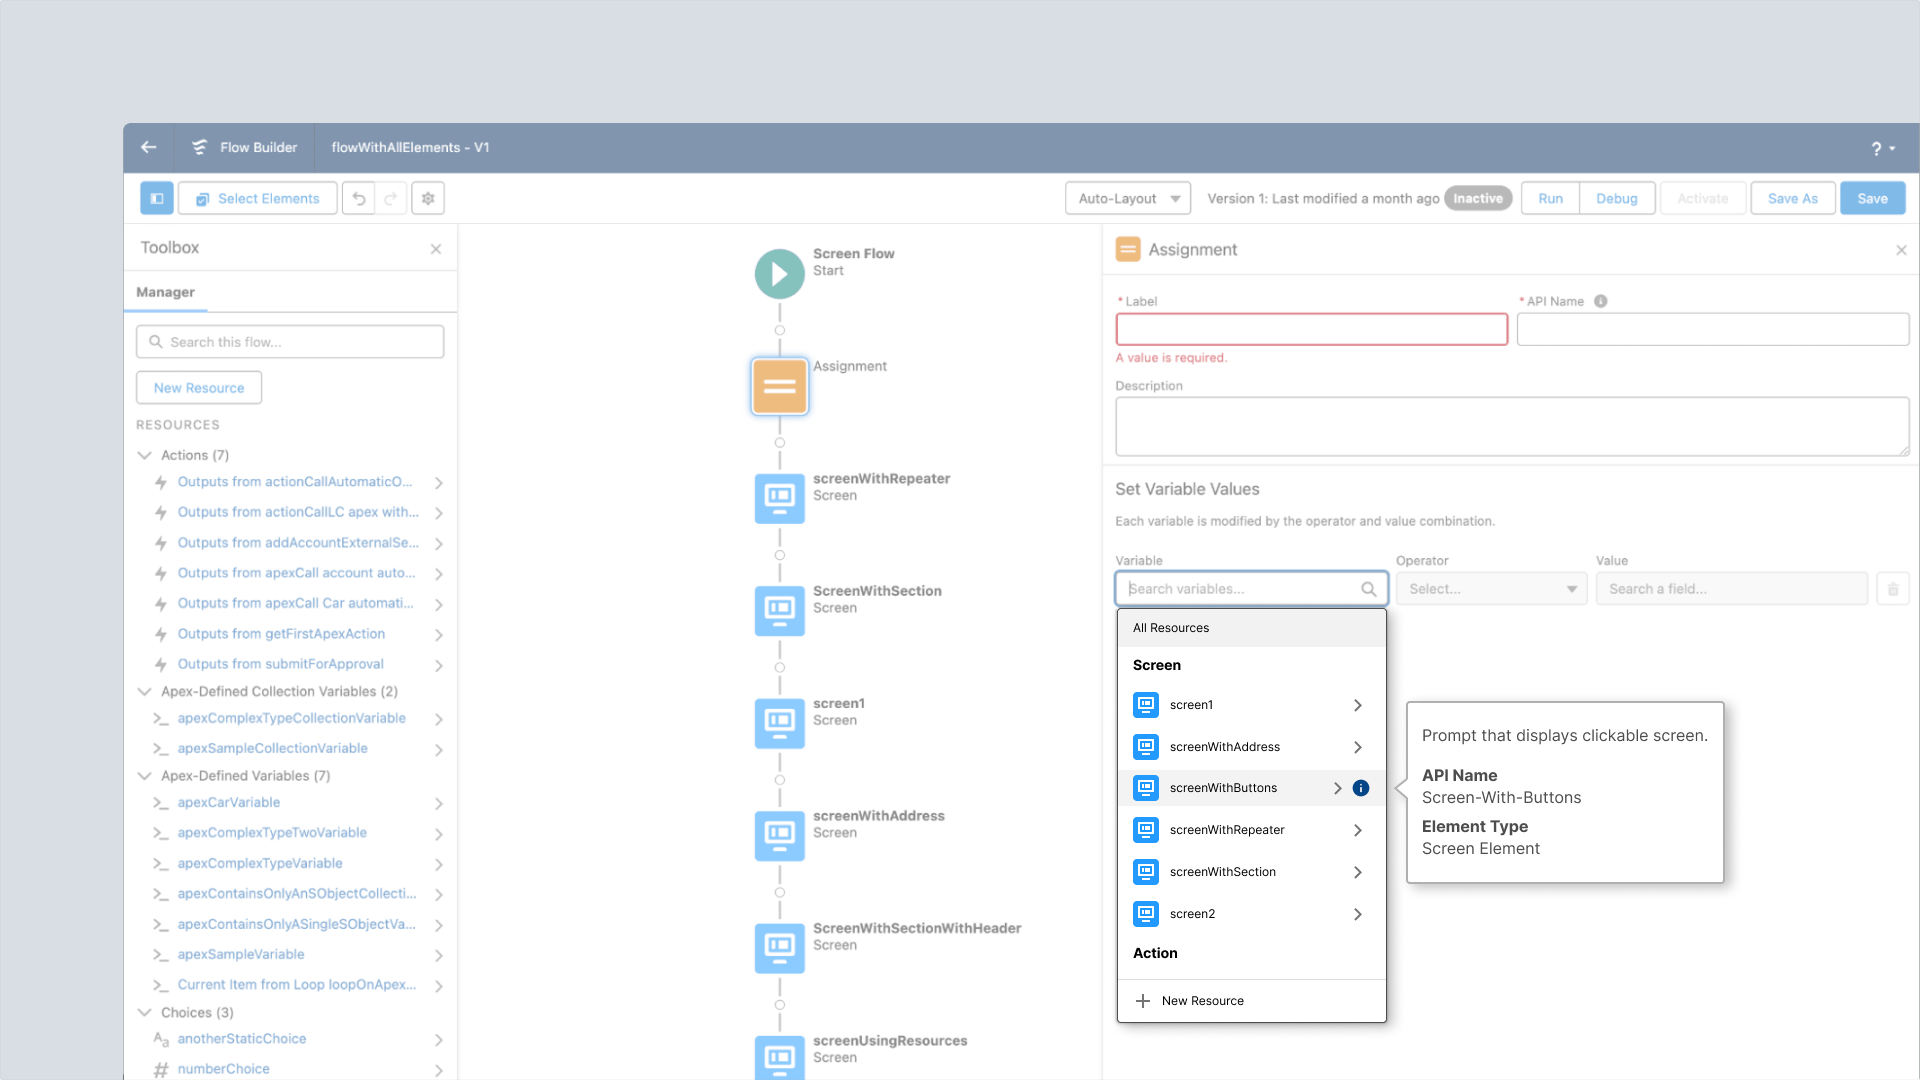 Flow Builder
flowWithAllElements - V1
?
Select Elements
Auto-Layout
Version 1: Last modified a month ago
Inactive
Run
Debug
Activate
Save As
Save
Toolbox
Manager
Search this flow...
New Resource
RESOURCES
Actions (7)
Outputs from actionCallAutomaticO...
Outputs from actionCallLC apex with...
Outputs from addAccountExternalSe...
Outputs from apexCall account auto...
Outputs from apexCall Car automati...
Outputs from getFirstApexAction
Outputs from submitForApproval
Apex-Defined Collection Variables (2)
apexComplexTypeCollectionVariable
apexSampleCollectionVariable
Apex-Defined Variables (7)
apexCarVariable
apexComplexTypeTwoVariable
apexComplexTypeVariable
apexContainsOnlyAnSObjectCollecti...
apexContainsOnlyASingleSObjectVa...
apexSampleVariable
Current Item from Loop loopOnApex...
Choices (3)
anotherStaticChoice
numberChoice
Screen Flow
Start
Assignment
screenWithRepeater
Screen
ScreenWithSection
Screen
screen1
Screen
screenWithAddress
Screen
ScreenWithSectionWithHeader
Screen
screenUsingResources
Screen
Assignment
* Label
* API Name
A value is required.
Description
Set Variable Values
Each variable is modified by the operator and value combination.
Variable
Operator
Value
Search variables...
Select...
Search a field...
All Resources
Screen
screen1
screenWithAddress
screenWithButtons
screenWithRepeater
screenWithSection
screen2
Action
New Resource
Prompt that displays clickable screen.
API Name
Screen-With-Buttons
Element Type
Screen Element